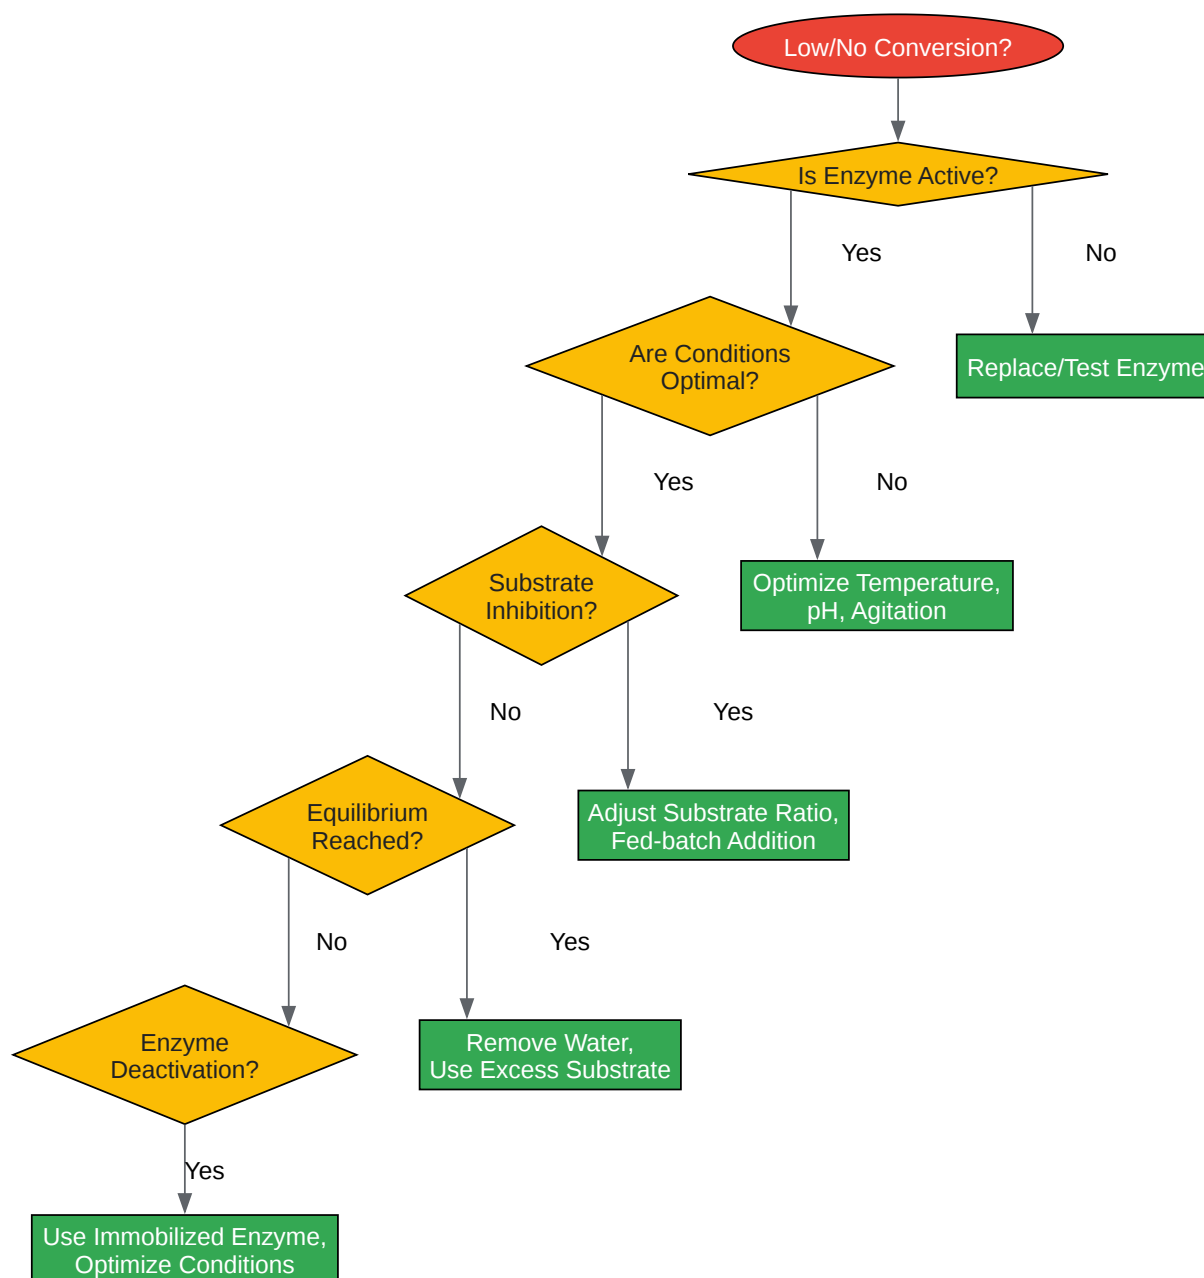 Low/No Conversion?
Is Enzyme Active?
Yes
No
Are Conditions
Optimal?
Replace/Test Enzyme
Yes
No
Substrate
Inhibition?
Optimize Temperature,
pH, Agitation
No
Yes
Equilibrium
Reached?
Adjust Substrate Ratio,
Fed-batch Addition
No
Yes
Enzyme
Deactivation?
Remove Water,
Use Excess Substrate
Yes
Use Immobilized Enzyme,
Optimize Conditions